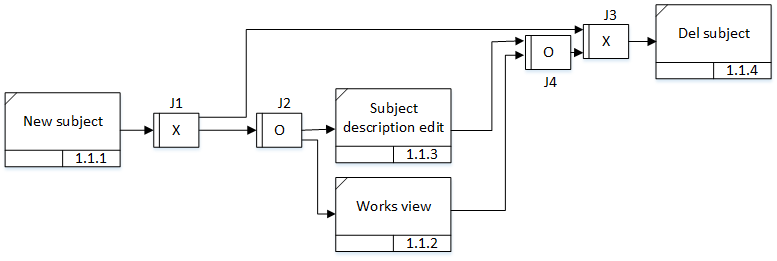 J3
X
Del subject
1.1.4
O
J4
J1
J2
New subject
X
O
1.1.1
Subject
description edit
1.1.3
Works view
1.1.2